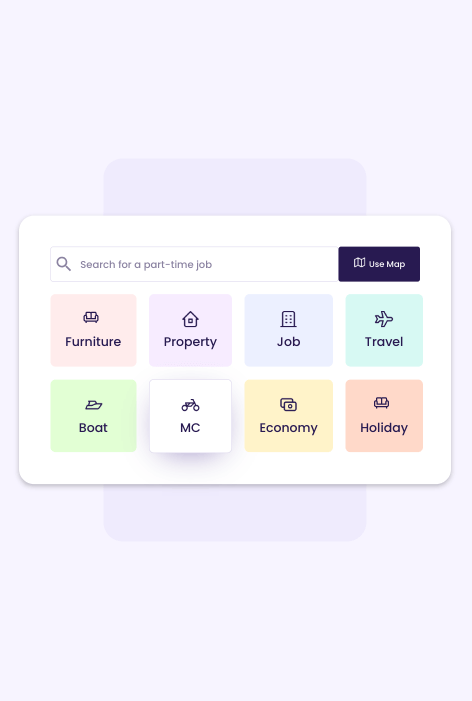 Search for a part-time job
Use Map
Furniture
Property
Job
Travel
Boat
MC
Economy
Holiday